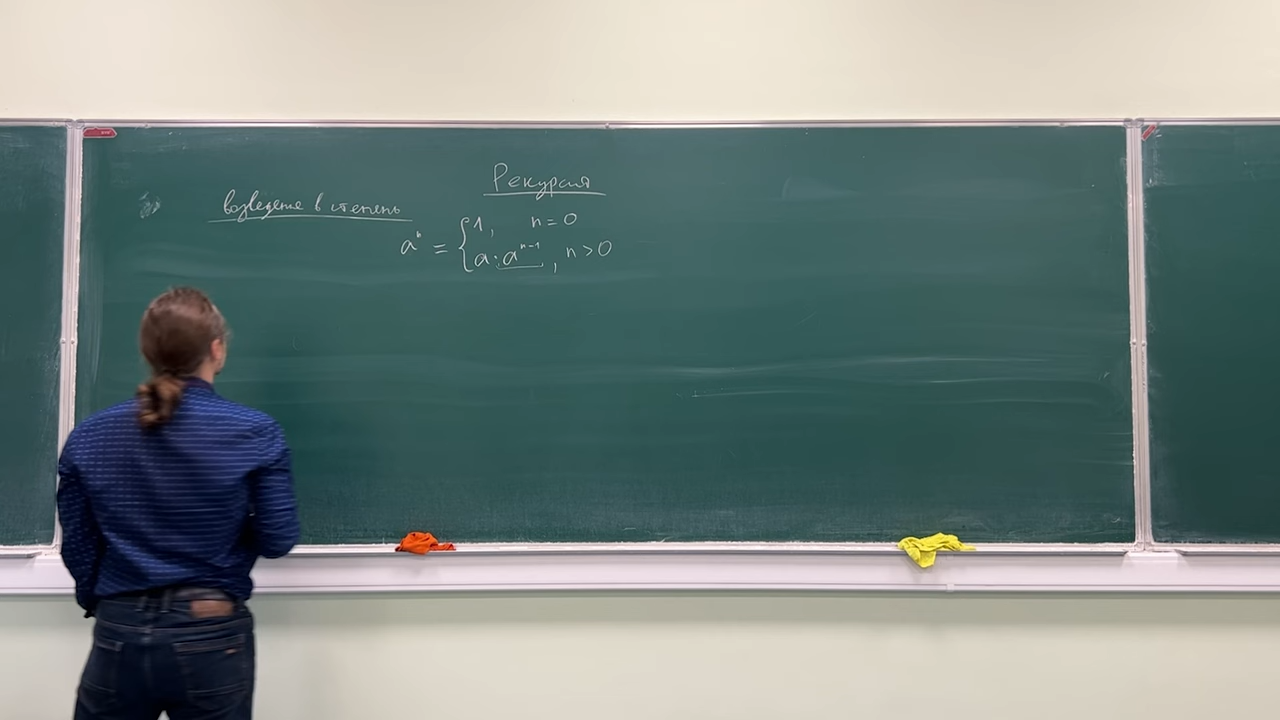 Рекурсия
возведение в степень
aⁿ = { 1, n = 0
a · aⁿ⁻¹, n > 0